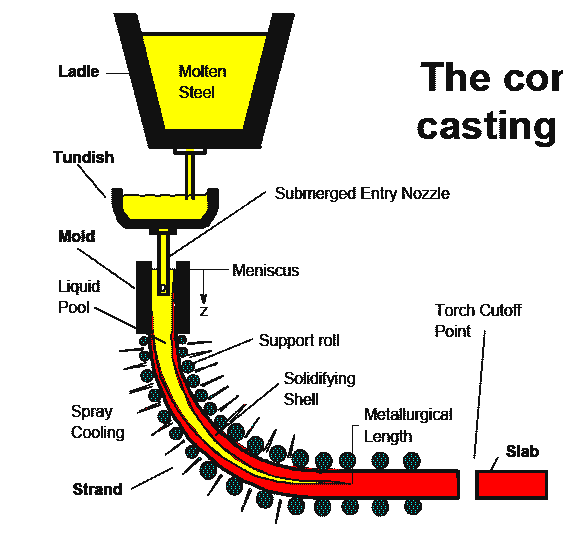 The con
casting
Ladle
Molten
Steel
Tundish
Submerged Entry Nozzle
Mold
Meniscus
Liquid
Pool
z
Torch Cutoff
Point
Support roll
Solidifying
Shell
Spray
Cooling
Metallurgical
Length
Slab
Strand